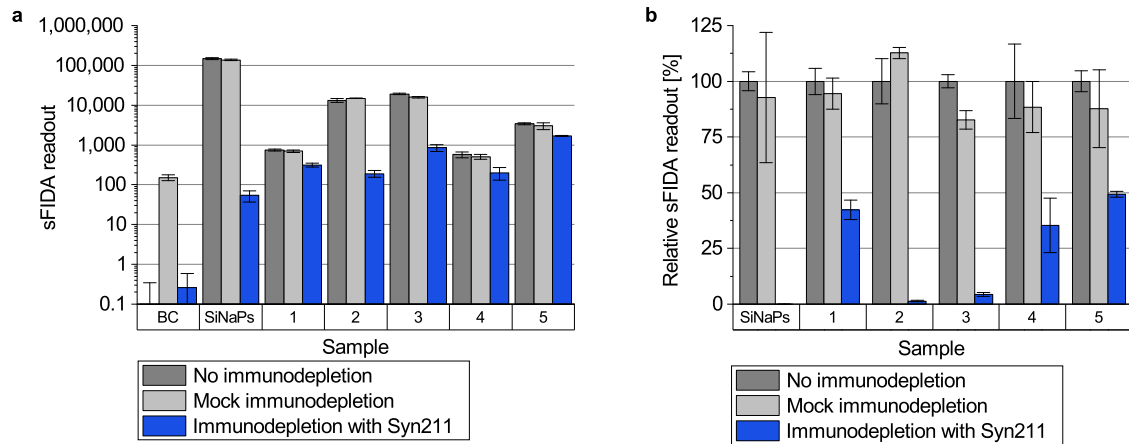 a
sFIDA readout
1,000,000
100,000
10,000
1,000
100
10
1
0.1
BC SiNaPs 1 2 3 4 5
Sample
No immunodepletion
Mock immunodepletion
Immunodepletion with Syn211
b
Relative sFIDA readout [%]
125
100
75
50
25
0
SiNaPs 1 2 3 4 5
Sample
No immunodepletion
Mock immunodepletion
Immunodepletion with Syn211